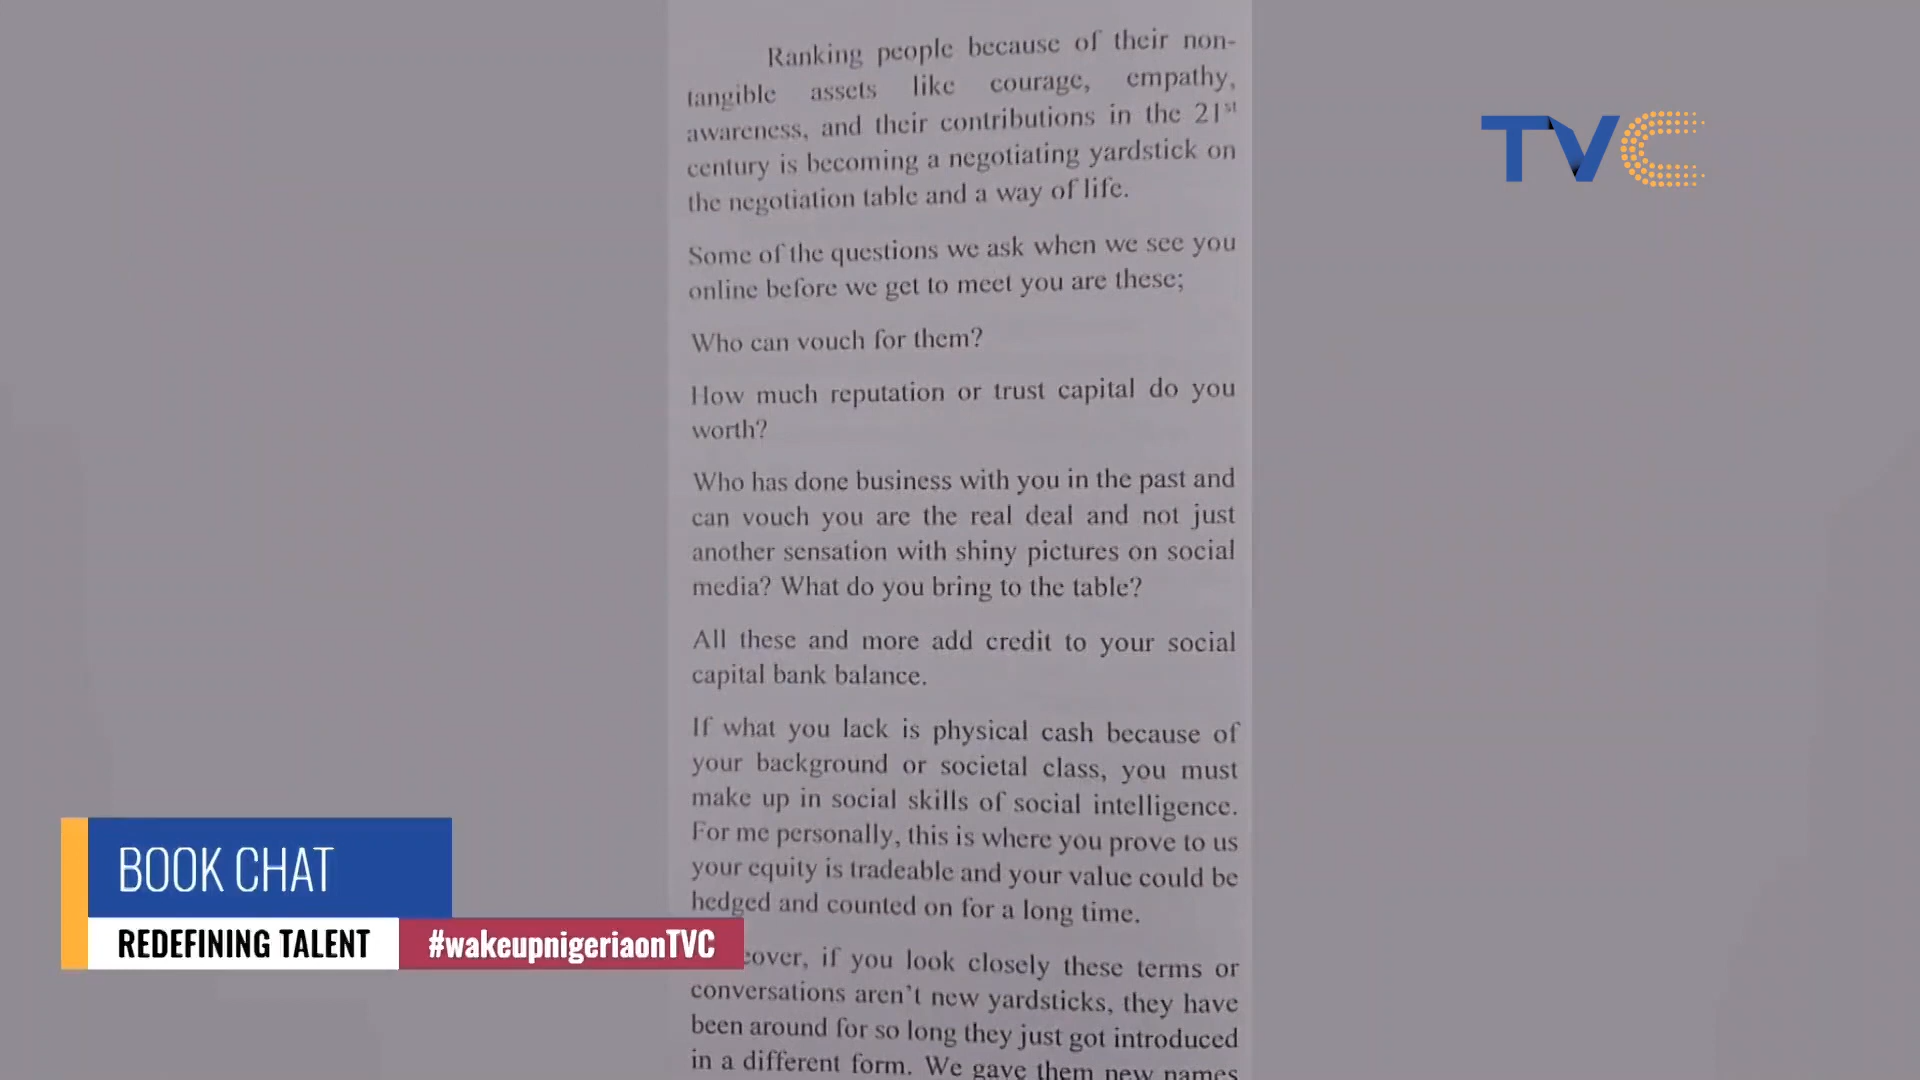 Ranking people because of their non-
tangible assets like courage, empathy,
awareness, and their contributions in the 21st
century is becoming a negotiating yardstick on
the negotiation table and a way of life.
Some of the questions we ask when we see you
online before we get to meet you are these;
Who can vouch for them?
How much reputation or trust capital do you
worth?
Who has done business with you in the past and
can vouch you are the real deal and not just
another sensation with shiny pictures on social
media? What do you bring to the table?
All these and more add credit to your social
capital bank balance.
If what you lack is physical cash because of
your background or societal class, you must
make up in social skills of social intelligence.
For me personally, this is where you prove to us
your equity is tradeable and your value could be
hedged and counted on for a long time.
cover, if you look closely these terms or
conversations aren't new yardsticks, they have
been around for so long they just got introduced
in a different form. We gave them new names
TVC
BOOK CHAT
REDEFINING TALENT
#wakeupnigeriaonTVC